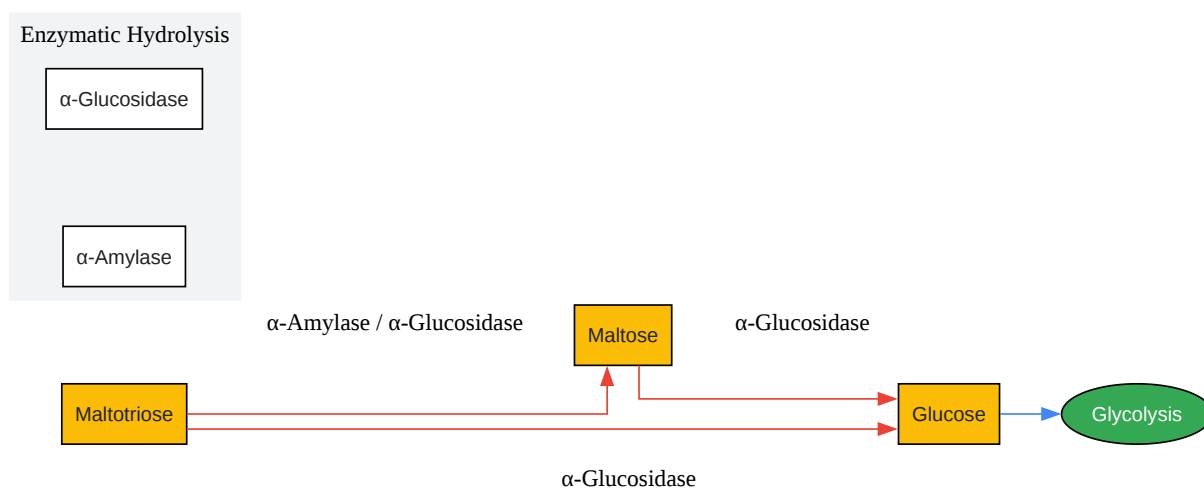 Enzymatic Hydrolysis
α-Glucosidase
α-Amylase
α-Amylase / α-Glucosidase
Maltose
α-Glucosidase
Maltotriose
Glucose
Glycolysis
α-Glucosidase